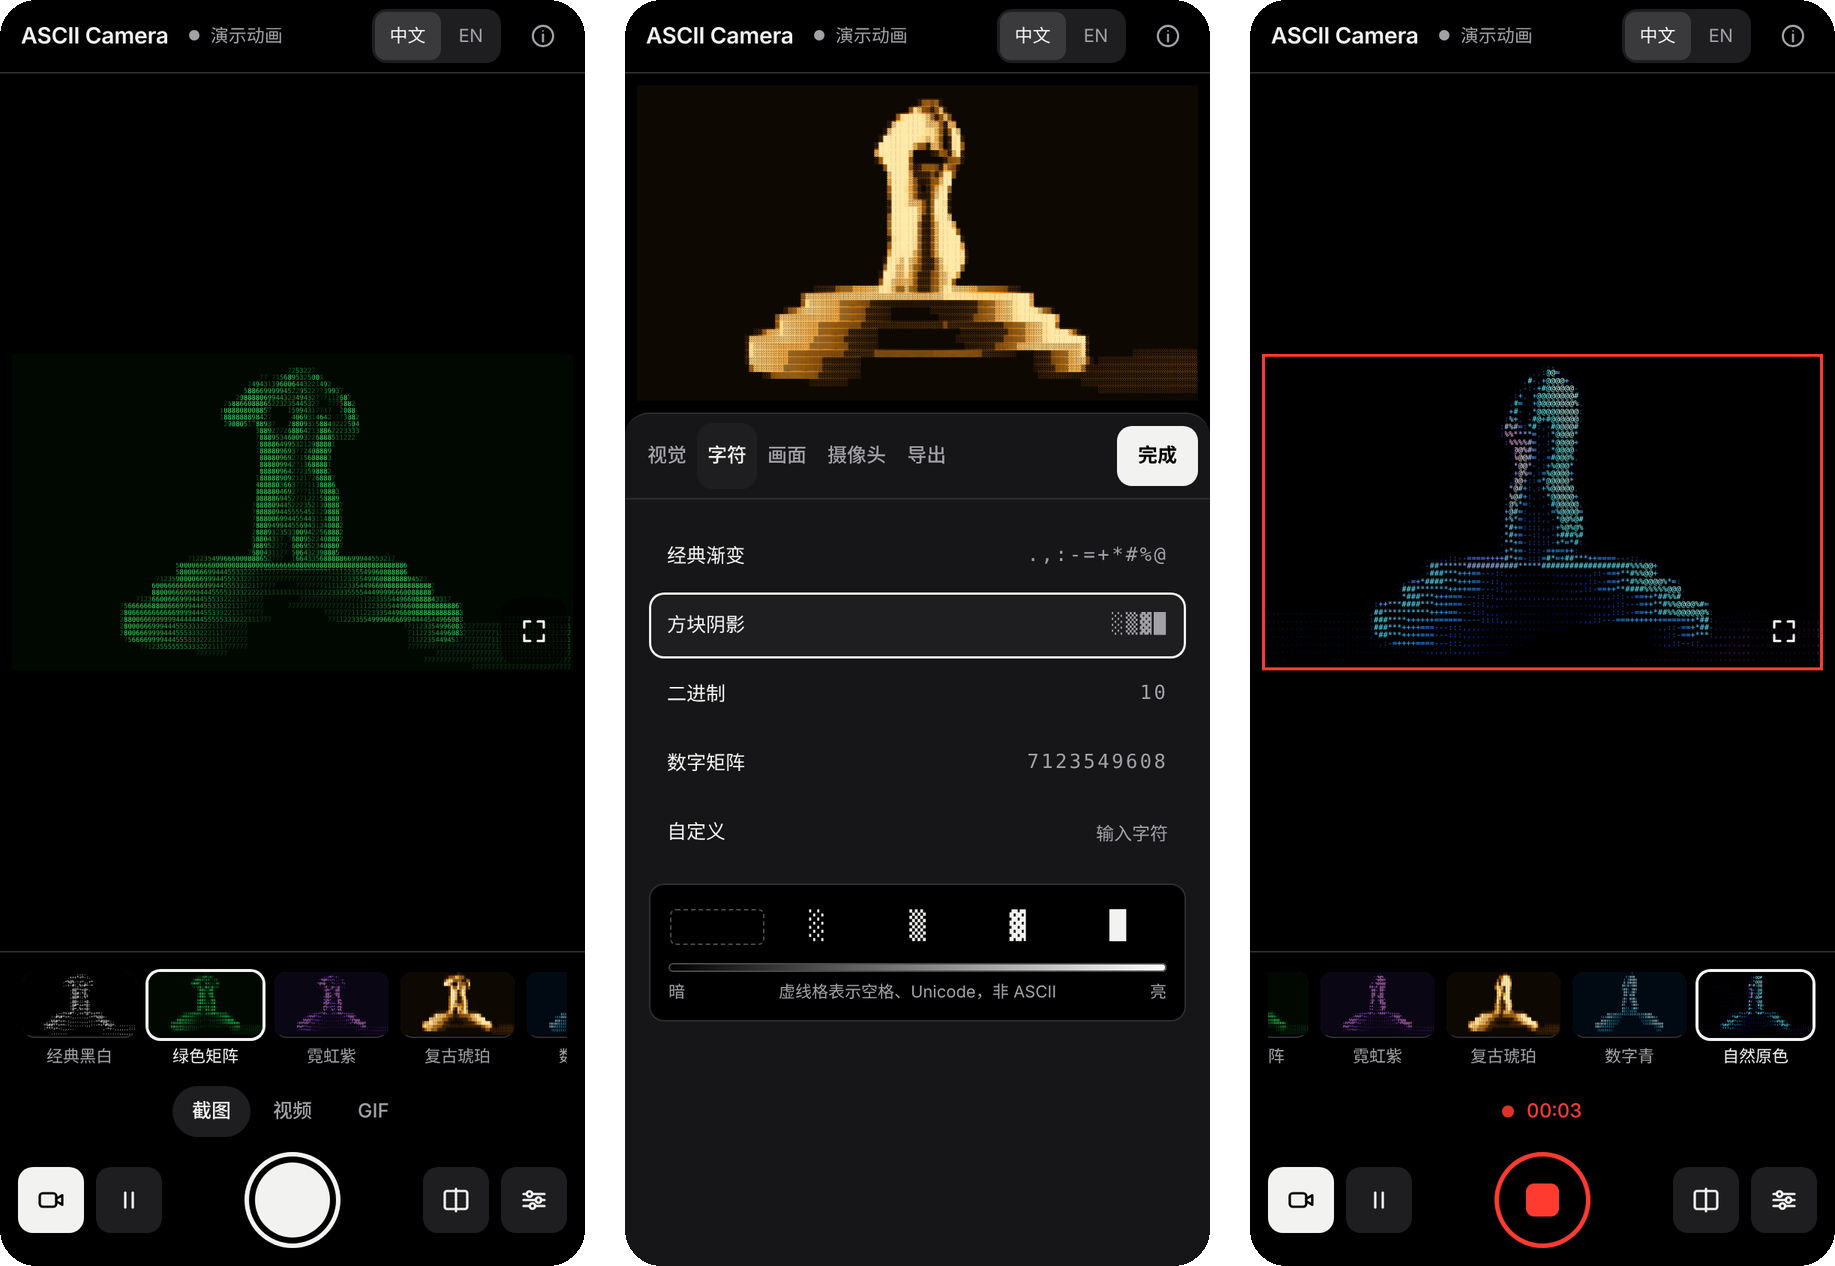 ASCII Camera 演示动画 中文 EN
经典黑白 绿色矩阵 霓虹紫 复古琥珀
截图 视频 GIF
ASCII Camera 演示动画 中文 EN
视觉 字符 画面 摄像头 导出 完成
经典渐变 .,:-=+*#%@
方块阴影 ░▒▓█
二进制 10
数字矩阵 7123549608
自定义 输入字符
░ ▒ ▓ █
暗 虚线格表示空格、Unicode，非 ASCII 亮
ASCII Camera 演示动画 中文 EN
阵 霓虹紫 复古琥珀 数字青 自然原色
00:03